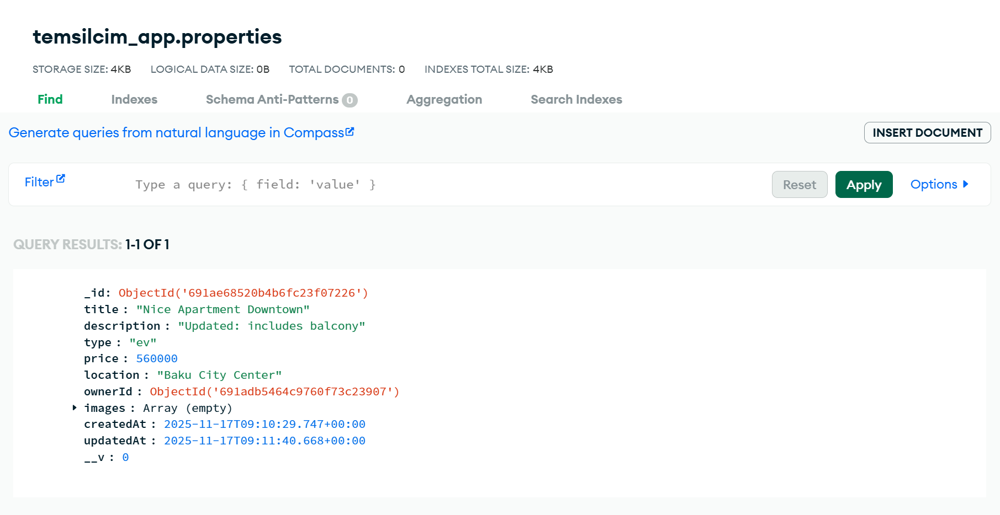 temsilcim_app.properties
STORAGE SIZE: 4KB LOGICAL DATA SIZE: 0B TOTAL DOCUMENTS: 0 INDEXES TOTAL SIZE: 4KB
Find Indexes Schema Anti-Patterns 0 Aggregation Search Indexes
Generate queries from natural language in Compass INSERT DOCUMENT
Filter Type a query: { field: 'value' } Reset Apply Options
QUERY RESULTS: 1-1 OF 1
_id: ObjectId('691ae68520b4b6fc23f07226')
title : "Nice Apartment Downtown"
description : "Updated: includes balcony"
type : "ev"
price : 560000
location : "Baku City Center"
ownerId : ObjectId('691adb5464c9760f73c23907')
images : Array (empty)
createdAt : 2025-11-17T09:10:29.747+00:00
updatedAt : 2025-11-17T09:11:40.668+00:00
__v : 0